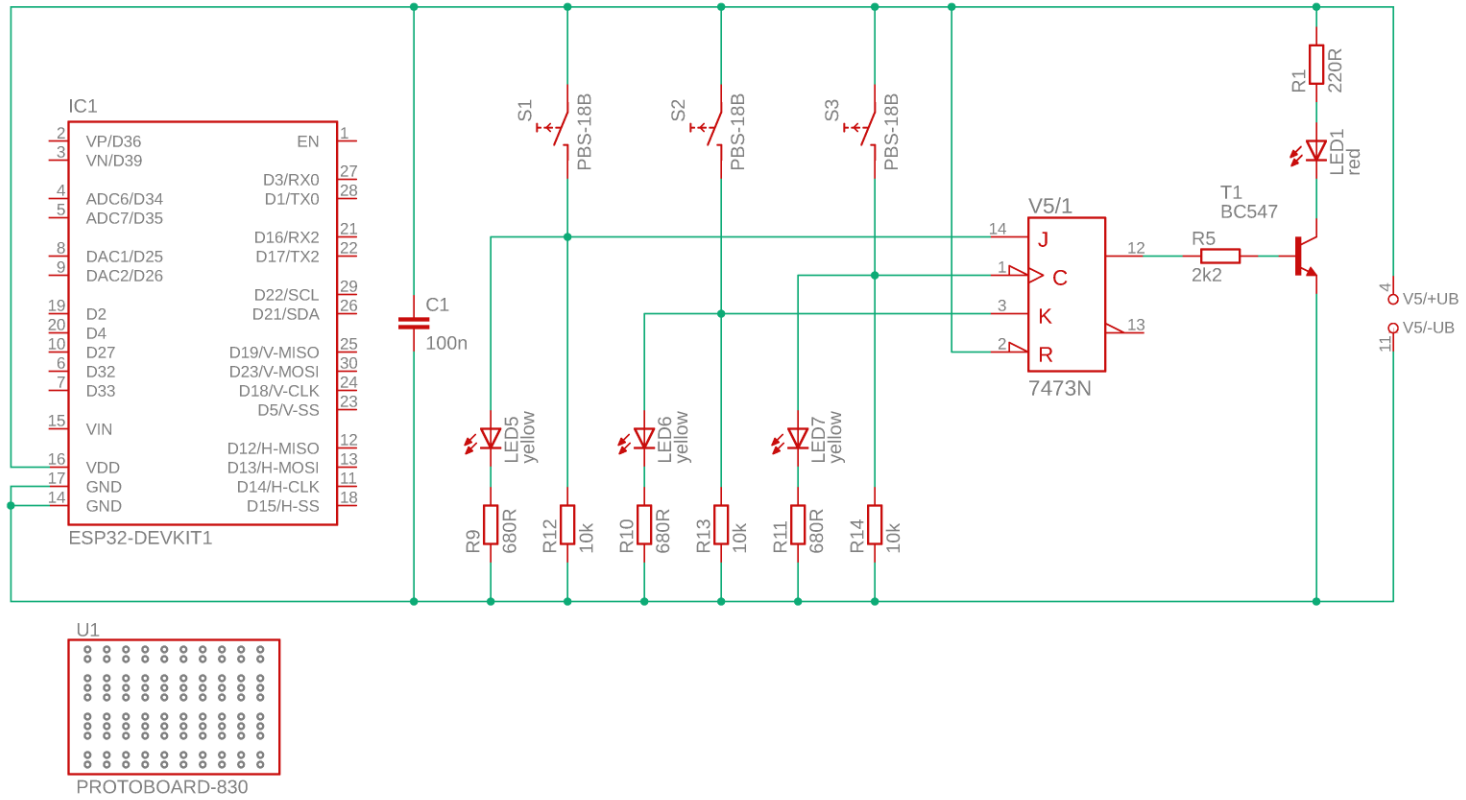 IC1
2 VP/D36 EN 1
3 VN/D39
D3/RX0 27
4 ADC6/D34 D1/TX0 28
5 ADC7/D35
D16/RX2 21
8 DAC1/D25 D17/TX2 22
9 DAC2/D26
D22/SCL 29
19 D2 D21/SDA 26
20 D4
10 D27 D19/V-MISO 25
6 D32 D23/V-MOSI 30
7 D33 D18/V-CLK 24
D5/V-SS 23
15 VIN
D12/H-MISO 12
16 VDD D13/H-MOSI 13
17 GND D14/H-CLK 11
14 GND D15/H-SS 18
ESP32-DEVKIT1
C1
100n
S1
PBS-18B
S2
PBS-18B
S3
PBS-18B
LED5
yellow
LED6
yellow
LED7
yellow
R9
680R
R12
10k
R10
680R
R13
10k
R11
680R
R14
10k
V5/1
14 J
1 C
3 K
2 R
12
13
7473N
R5
2k2
T1
BC547
R1
220R
LED1
red
4 V5/+UB
11 V5/-UB
U1
PROTOBOARD-830